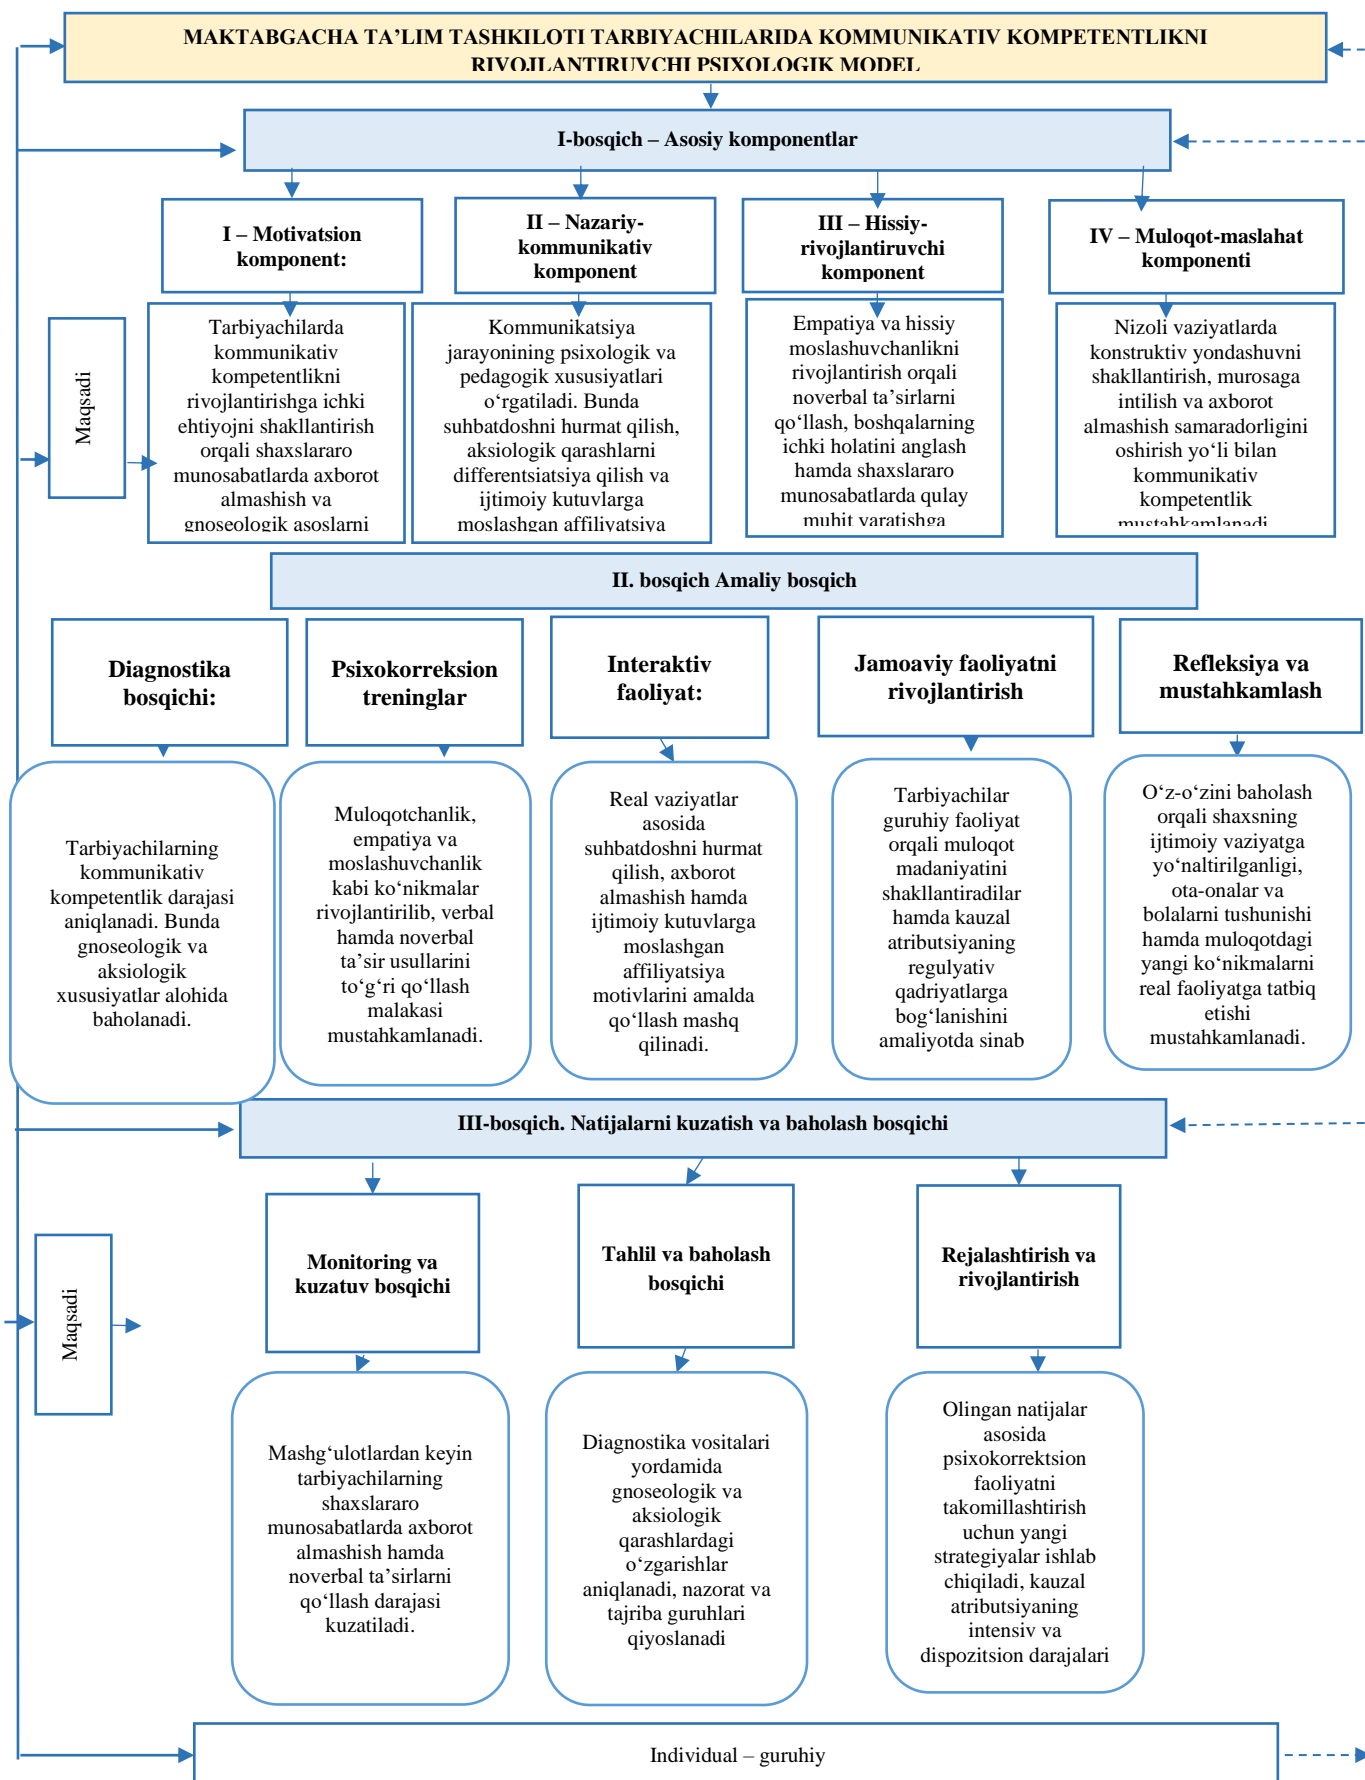 MAKTABGACHA TA’LIM TASHKILOTI TARBIYACHILARIDA KOMMUNIKATIV KOMPETENTLIKNI
RIVOJLANTIRUVCHI PSIXOLOGIK MODEL
I-bosqich – Asosiy komponentlar
I – Motivatsion
komponent:
II – Nazariy-
kommunikativ
komponent
III – Hissiy-
rivojlantiruvchi
komponent
IV – Muloqot-maslahat
komponenti
Maqsadi
Tarbiyachilarda
kommunikativ
kompetentlikni
rivojlantirishga ichki
ehtiyojni shakllantirish
orqali shaxslararo
munosabatlarda axborot
almashish va
gnoseologik asoslarni
Kommunikatsiya
jarayonining psixologik va
pedagogik xususiyatlari
o‘rgatiladi. Bunda
suhbatdoshni hurmat qilish,
aksiologik qarashlarni
differentsiatsiya qilish va
ijtimoiy kutuvlarga
moslashgan affiliyatsiya
Empatiya va hissiy
moslashuvchanlikni
rivojlantirish orqali
noverbal ta’sirlarni
qo‘llash, boshqalarning
ichki holatini anglash
hamda shaxslararo
munosabatlarda qulay
muhit yaratishga
Nizoli vaziyatlarda
konstruktiv yondashuvni
shakllantirish, murosaga
intilish va axborot
almashish samaradorligini
oshirish yo‘li bilan
kommunikativ
kompetentlik
mustahkamlanadi
II. bosqich Amaliy bosqich
Diagnostika
bosqichi:
Psixokorreksion
treninglar
Interaktiv
faoliyat:
Jamoaviy faoliyatni
rivojlantirish
Refleksiya va
mustahkamlash
Tarbiyachilarning
kommunikativ
kompetentlik darajasi
aniqlanadi. Bunda
gnoseologik va
aksiologik
xususiyatlar alohida
baholanadi.
Muloqotchanlik,
empatiya va
moslashuvchanlik
kabi ko‘nikmalar
rivojlantirilib, verbal
hamda noverbal
ta’sir usullarini
to‘g‘ri qo‘llash
malakasi
mustahkamlanadi.
Real vaziyatlar
asosida
suhbatdoshni hurmat
qilish, axborot
almashish hamda
ijtimoiy kutuvlarga
moslashgan
affiliyatsiya
motivlarini amalda
qo‘llash mashq
qilinadi.
Tarbiyachilar
guruhiy faoliyat
orqali muloqot
madaniyatini
shakllantiradilar
hamda kauzal
atributsiyaning
regulyativ
qadriyatlarga
bog‘lanishini
amaliyotda sinab
O‘z-o‘zini baholash
orqali shaxsning
ijtimoiy vaziyatga
yo‘naltirilganligi,
ota-onalar va
bolalarni tushunishi
hamda muloqotdagi
yangi ko‘nikmalarni
real faoliyatga tatbiq
etishi
mustahkamlanadi.
III-bosqich. Natijalarni kuzatish va baholash bosqichi
Maqsadi
Monitoring va
kuzatuv bosqichi
Tahlil va baholash
bosqichi
Rejalashtirish va
rivojlantirish
Mashg‘ulotlardan keyin
tarbiyachilarning
shaxslararo
munosabatlarda axborot
almashish hamda
noverbal ta’sirlarni
qo‘llash darajasi
kuzatiladi.
Diagnostika vositalari
yordamida
gnoseologik va
aksiologik
qarashlardagi
o‘zgarishlar
aniqlanadi, nazorat va
tajriba guruhlari
qiyoslanadi
Olingan natijalar
asosida
psixokorrektsion
faoliyatni
takomillashtirish
uchun yangi
strategiyalar ishlab
chiqiladi, kauzal
atributsiyaning
intensiv va
dispozitsion darajalari
Individual – guruhiy